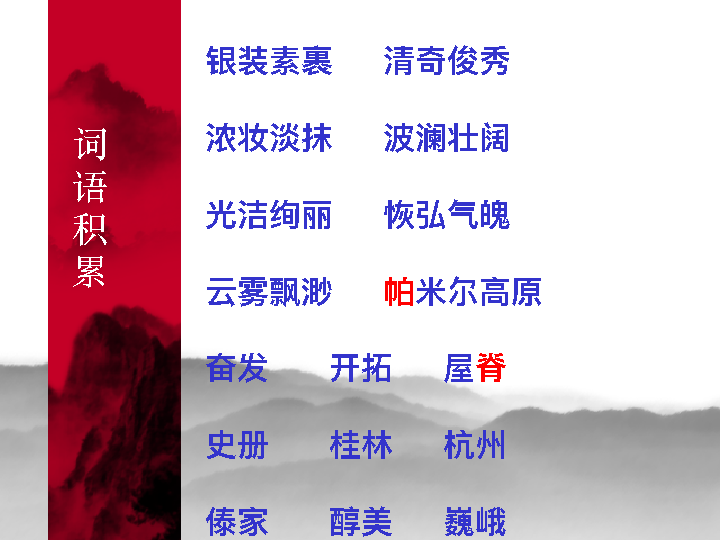 词语积累
银装素裹 清奇俊秀
浓妆淡抹 波澜壮阔
光洁绚丽 恢弘气魄
云雾飘渺 帕米尔高原
奋发 开拓 屋脊
史册 桂林 杭州
傣家 醇美 巍峨